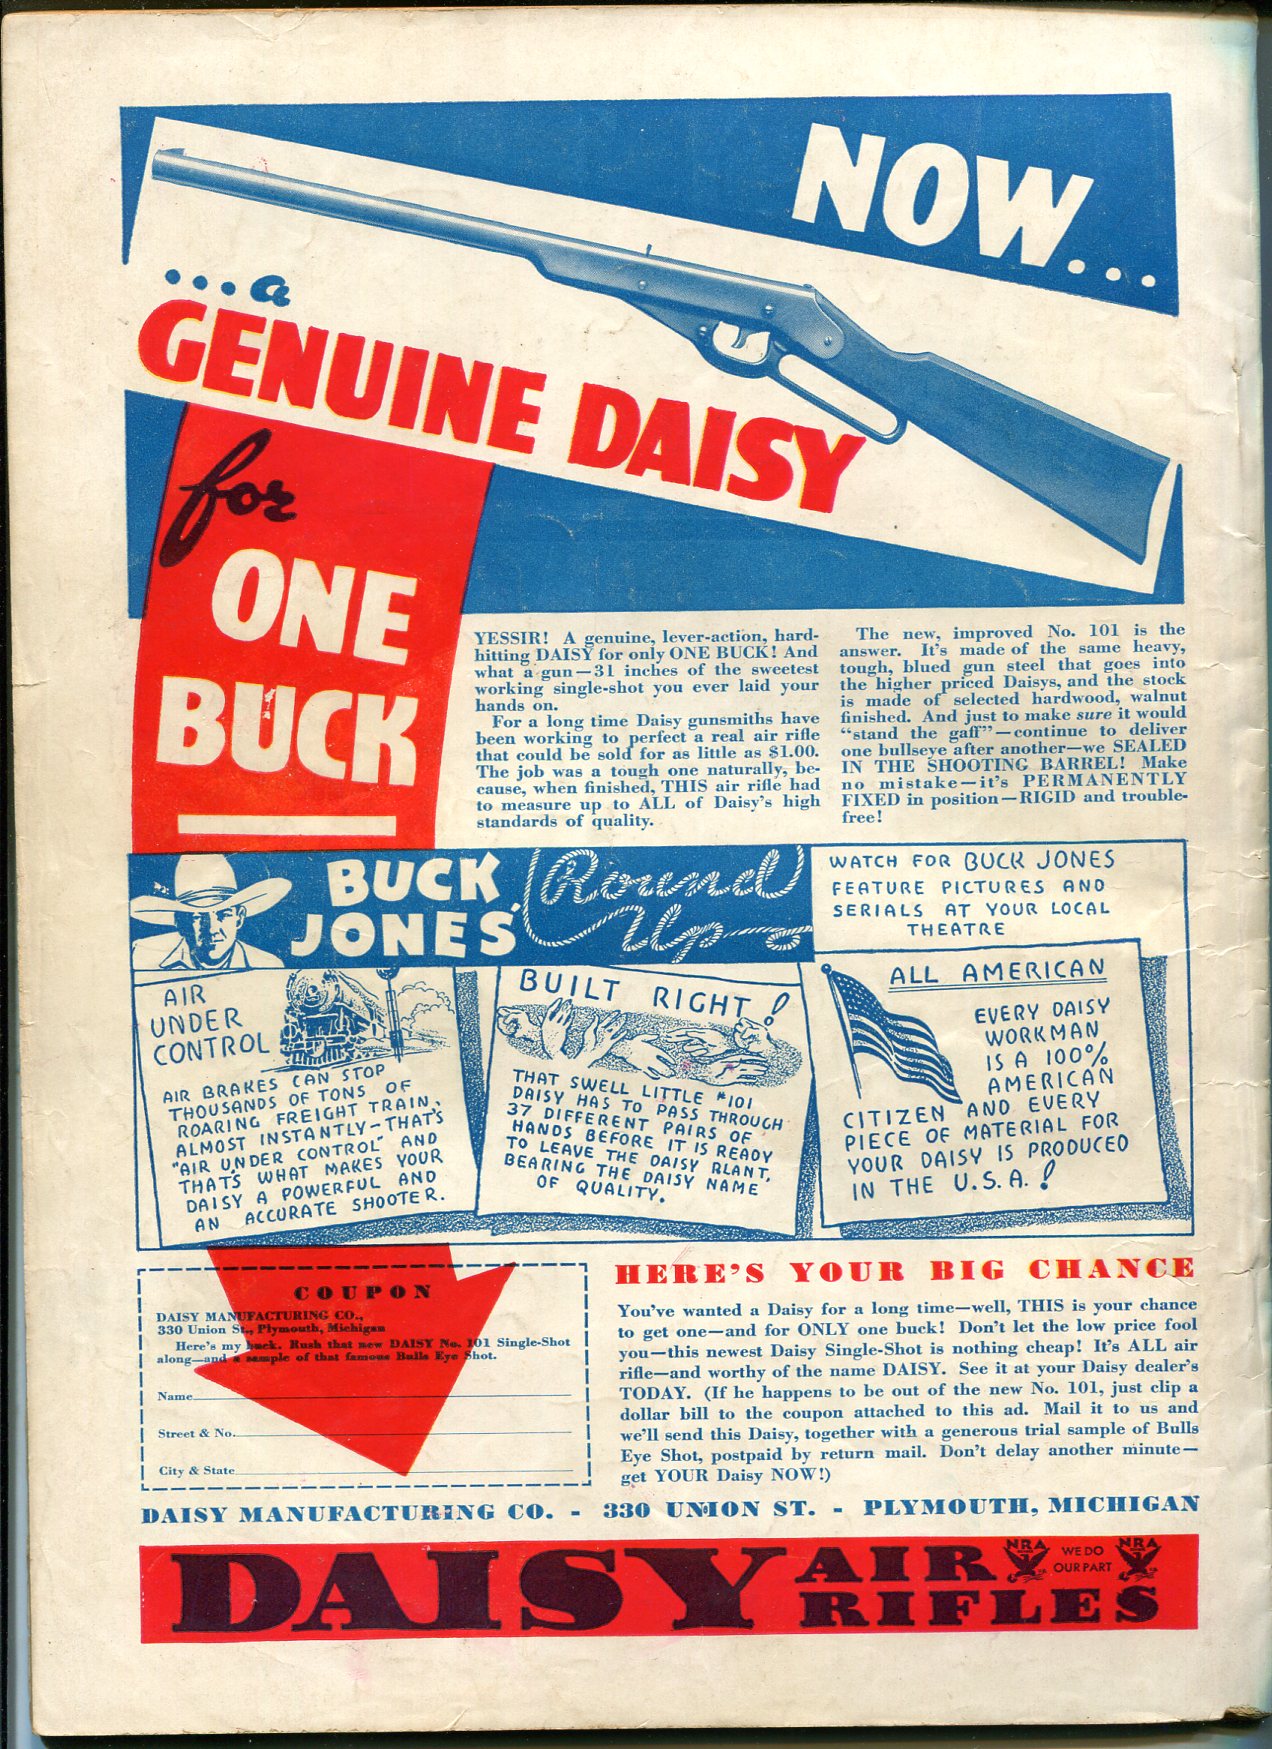 NOW...
...a
GENUINE DAISY
for
ONE
BUCK
YESSIR! A genuine, lever-action, hard-
hitting DAISY for only ONE BUCK! And
what a gun—31 inches of the sweetest
working single-shot you ever laid your
hands on.
For a long time Daisy gunsmiths have
been working to perfect a real air rifle
that could be sold for as little as $1.00.
The job was a tough one naturally, be-
cause, when finished, THIS air rifle had
to measure up to ALL of Daisy's high
standards of quality.
The new, improved No. 101 is the
answer. It's made of the same heavy,
tough, blued gun steel that goes into
the higher priced Daisys, and the stock
is made of selected hardwood, walnut
finished. And just to make sure it would
"stand the gaff"—continue to deliver
one bullseye after another—we SEALED
IN THE SHOOTING BARREL! Make
no mistake—it's PERMANENTLY
FIXED in position—RIGID and trouble-
free!
BUCK
JONES'
Round
Up
WATCH FOR BUCK JONES
FEATURE PICTURES AND
SERIALS AT YOUR LOCAL
THEATRE
AIR
UNDER
CONTROL
AIR BRAKES CAN STOP
THOUSANDS OF TONS OF
ROARING FREIGHT TRAIN,
ALMOST INSTANTLY-THAT'S
"AIR UNDER CONTROL" AND
THAT'S WHAT MAKES YOUR
DAISY A POWERFUL AND
AN ACCURATE SHOOTER.
BUILT RIGHT!
THAT SWELL LITTLE #101
DAISY HAS TO PASS THROUGH
37 DIFFERENT PAIRS OF
HANDS BEFORE IT IS READY
TO LEAVE THE DAISY PLANT,
BEARING THE DAISY NAME
OF QUALITY.
ALL AMERICAN
EVERY DAISY
WORKMAN
IS A 100%
AMERICAN
CITIZEN AND EVERY
PIECE OF MATERIAL FOR
YOUR DAISY IS PRODUCED
IN THE U.S.A.!
COUPON
DAISY MANUFACTURING CO.,
330 Union St., Plymouth, Michigan
Here's my buck. Rush that new DAISY No. 101 Single-Shot
along—and a sample of that famous Bulls Eye Shot.
Name
Street & No.
City & State
HERE'S YOUR BIG CHANCE
You've wanted a Daisy for a long time—well, THIS is your chance
to get one—and for ONLY one buck! Don't let the low price fool
you—this newest Daisy Single-Shot is nothing cheap! It's ALL air
rifle—and worthy of the name DAISY. See it at your Daisy dealer's
TODAY. (If he happens to be out of the new No. 101, just clip a
dollar bill to the coupon attached to this ad. Mail it to us and
we'll send this Daisy, together with a generous trial sample of Bulls
Eye Shot, postpaid by return mail. Don't delay another minute—
get YOUR Daisy NOW!)
DAISY MANUFACTURING CO. - 330 UNION ST. - PLYMOUTH, MICHIGAN
DAISY AIR
RIFLES
NRA
WE DO
OUR PART
NRA